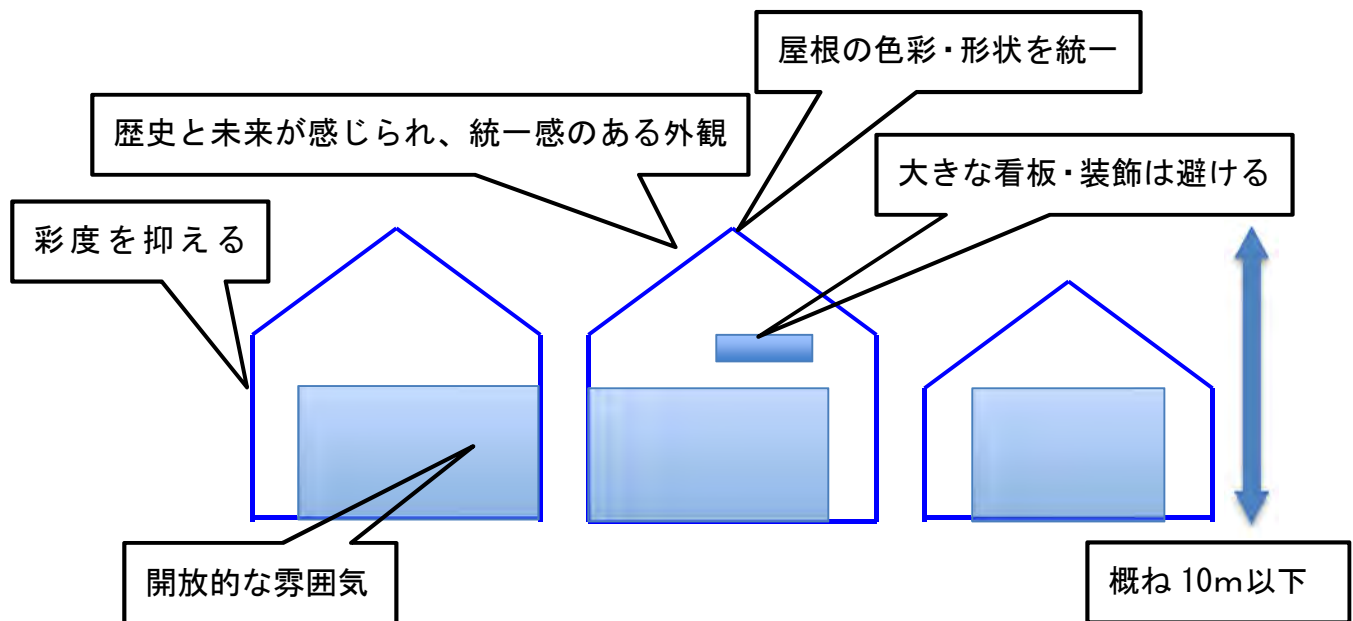 屋根の色彩・形状を統一
歴史と未来が感じられ、統一感のある外観
大きな看板・装飾は避ける
彩度を抑える
開放的な雰囲気
概ね 10m以下